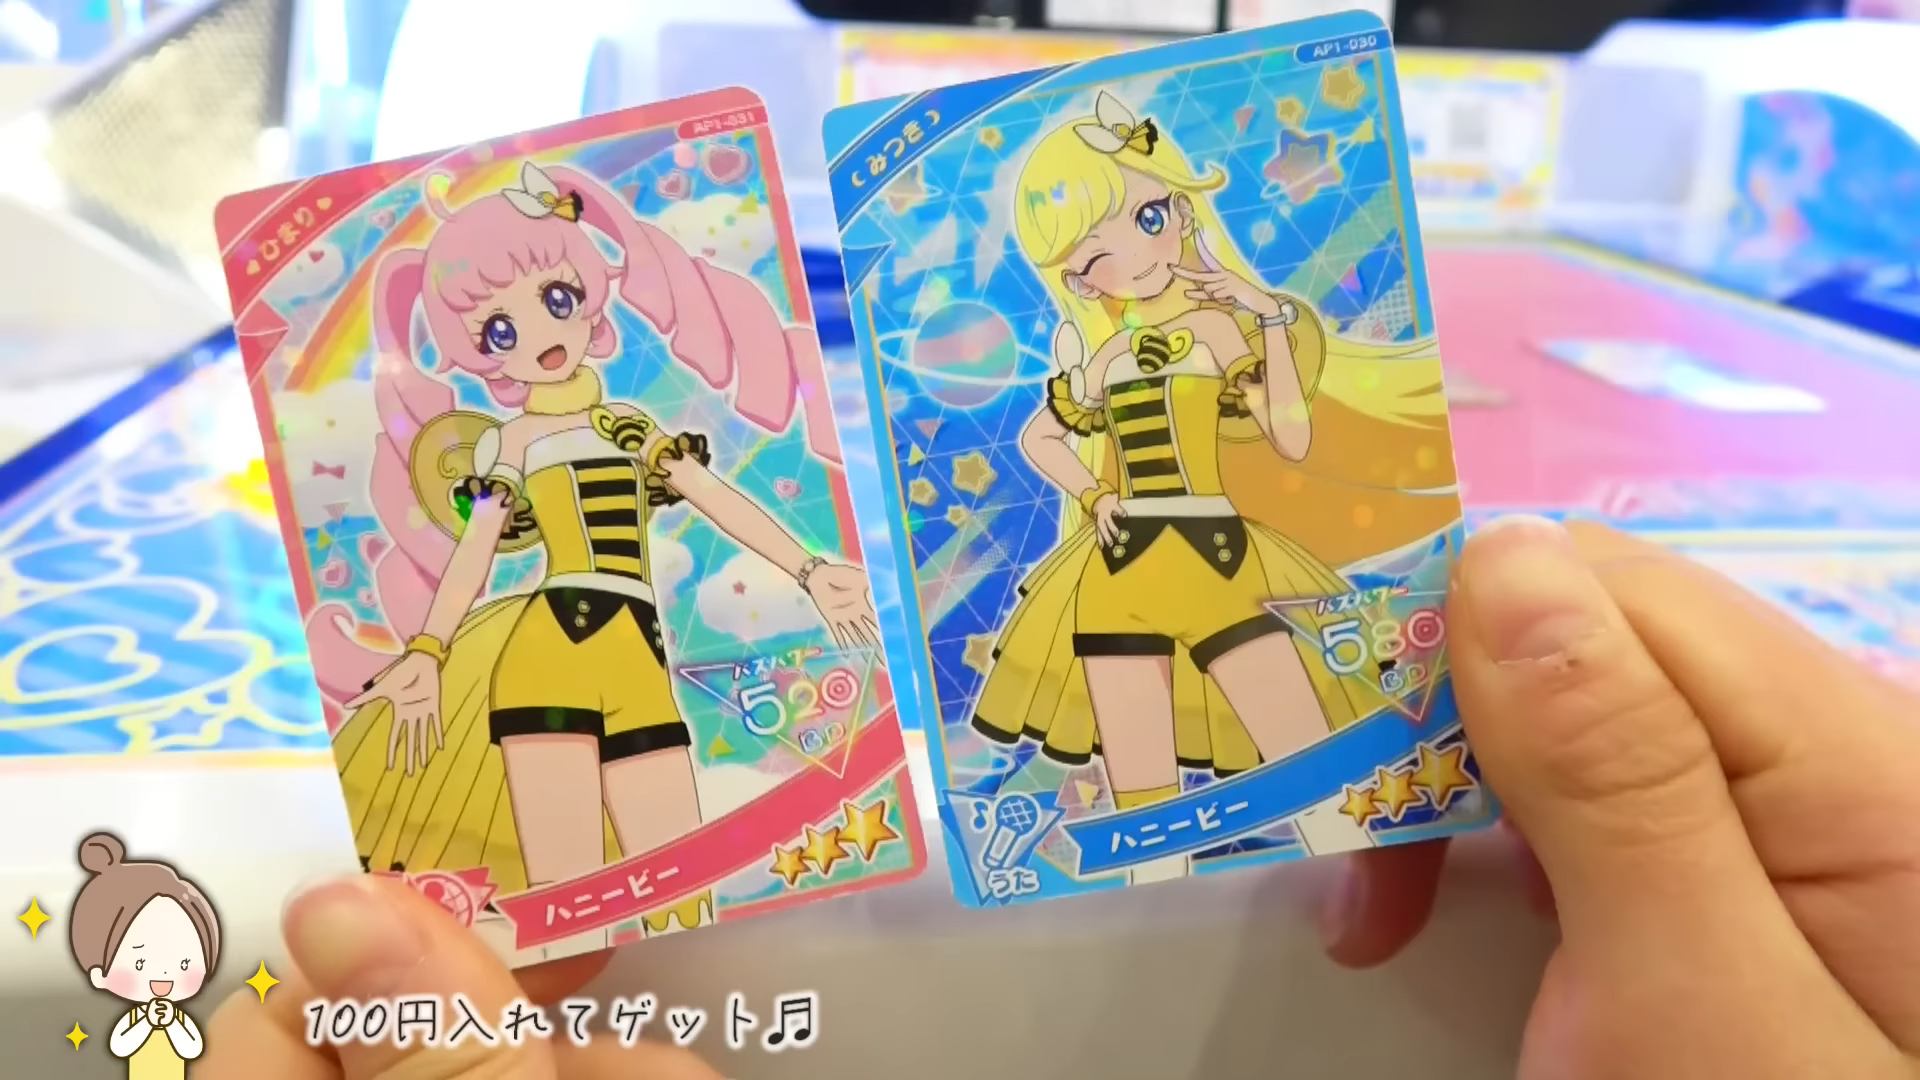 AP1-031
ひまり
バズパワー
520
BP
ハニービー
AP1-030
みつき
バズパワー
580
BP
うた
ハニービー
100円入れてゲット♬